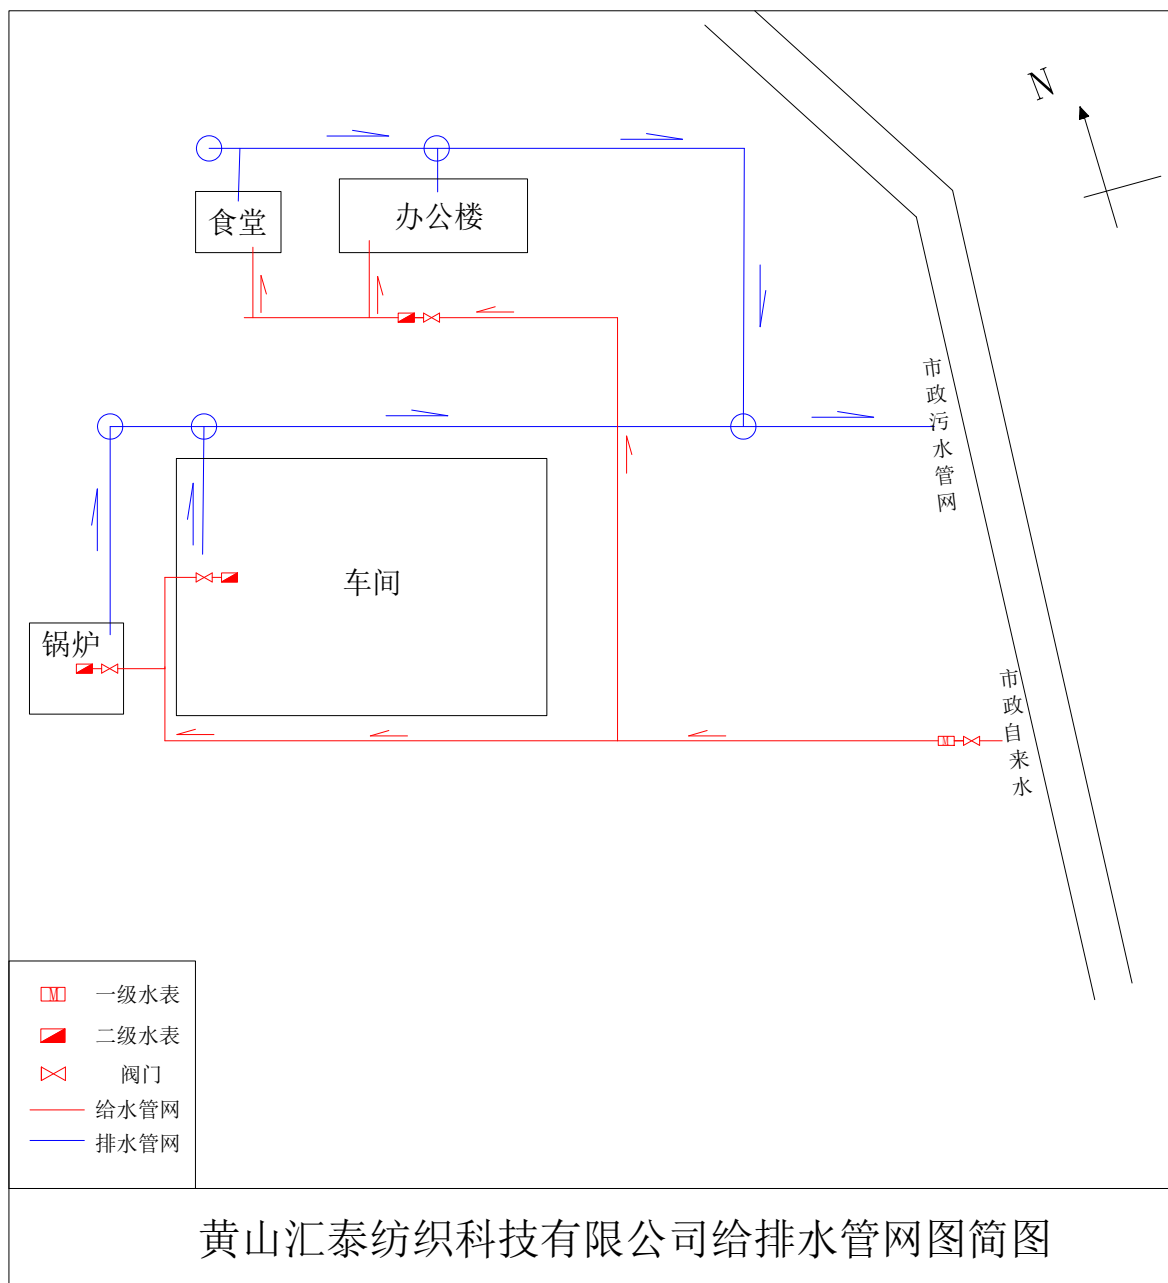 N
食堂
办公楼
市政污水管网
车间
锅炉
市政自来水
M 一级水表
二级水表
阀门
给水管网
排水管网
黄山汇泰纺织科技有限公司给排水管网图简图